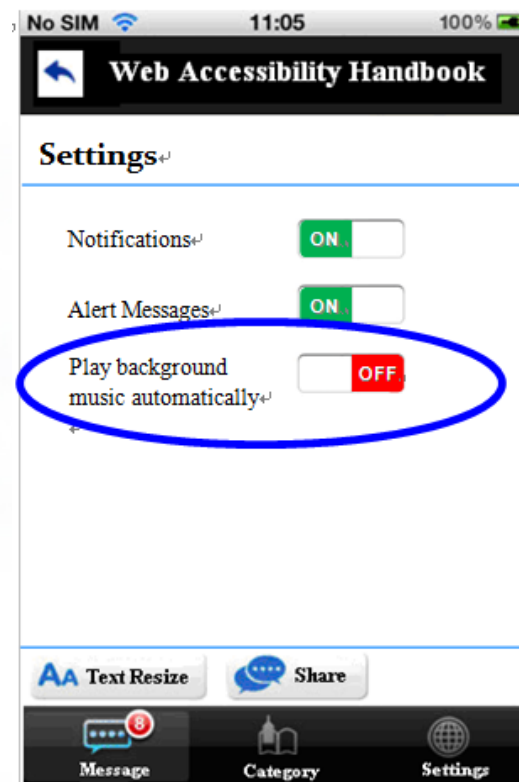 No SIM 11:05 100%
Web Accessibility Handbook
Settings
Notifications ON
Alert Messages ON
Play background OFF
music automatically
Text Resize Share
8
Message Category Settings